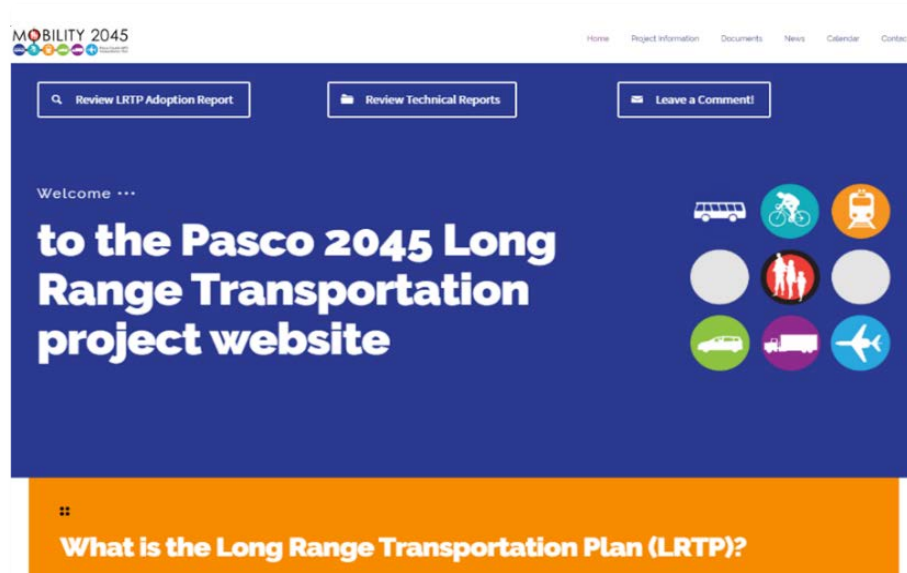 MOBILITY 2045
Home Project Information Documents News Calendar Contac
Review LRTP Adoption Report
Review Technical Reports
Leave a Comment!
Welcome ...
to the Pasco 2045 Long
Range Transportation
project website
What is the Long Range Transportation Plan (LRTP)?